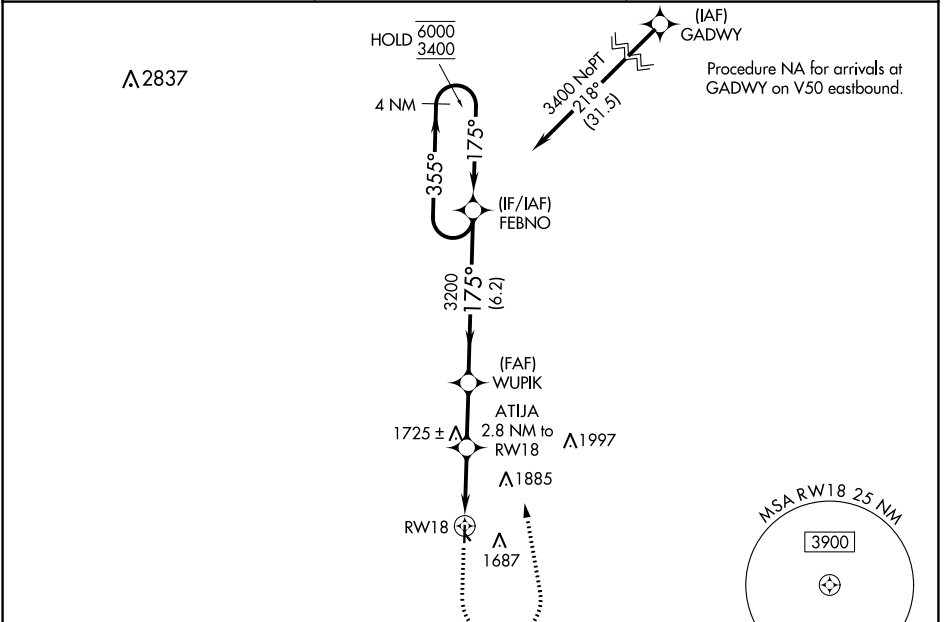 (IAF)
GADWY
HOLD 6000
3400
Procedure NA for arrivals at
GADWY on V50 eastbound.
2837
3400 NoPT
218°
(31.5)
4 NM
355°
175°
(IF/IAF)
FEBNO
3200
175°
(6.2)
(FAF)
WUPIK
ATIJA
2.8 NM to
RW18
1725 ±
1997
1885
RW18
1687
MSA RW18 25 NM
3900